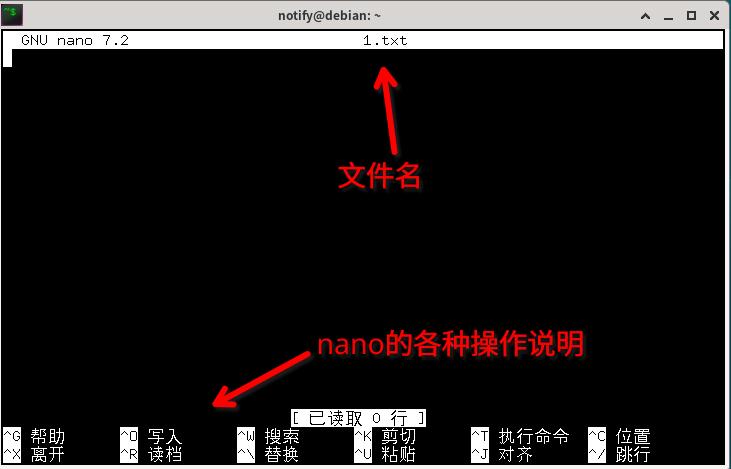 notify@debian: ~
GNU nano 7.2 1.txt
文件名
nano的各种操作说明
[ 已读取 0 行 ]
^G 帮助 ^O 写入 ^W 搜索 ^K 剪切 ^T 执行命令 ^C 位置
^X 离开 ^R 读档 ^\ 替换 ^U 粘贴 ^J 对齐 ^/ 跳行